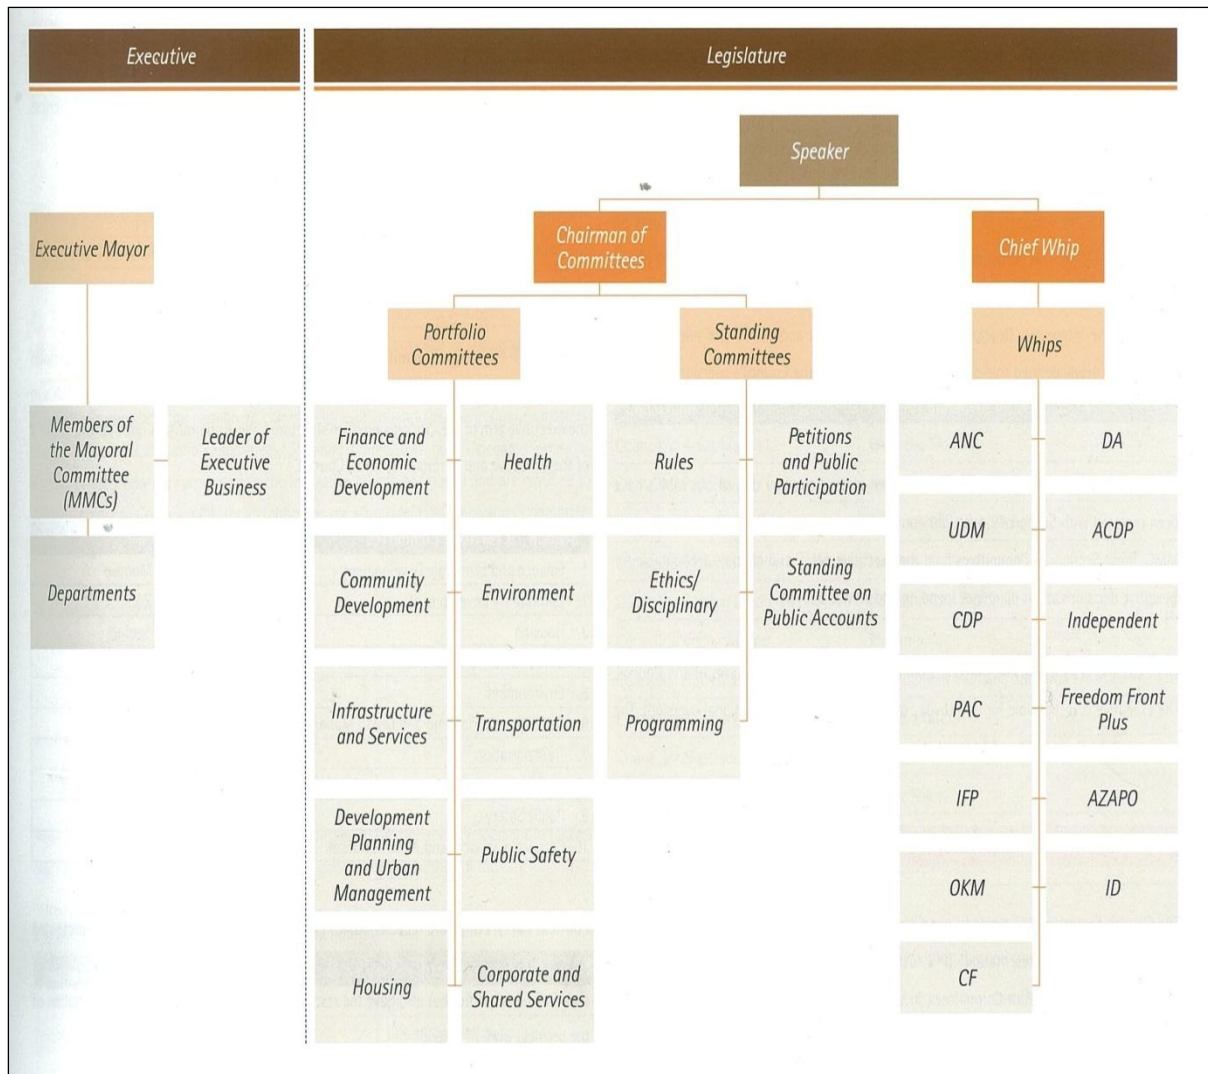 Executive
Legislature
Speaker
Executive Mayor
Chairman of
Committees
Chief Whip
Portfolio
Committees
Standing
Committees
Whips
Members of
the Mayoral
Committee
(MMCs)
Leader of
Executive
Business
Departments
Finance and
Economic
Development
Health
Community
Development
Environment
Infrastructure
and Services
Transportation
Development
Planning
and Urban
Management
Public Safety
Housing
Corporate and
Shared Services
Rules
Petitions
and Public
Participation
Ethics/
Disciplinary
Standing
Committee on
Public Accounts
Programming
ANC
DA
UDM
ACDP
CDP
Independent
PAC
Freedom Front
Plus
IFP
AZAPO
OKM
ID
CF